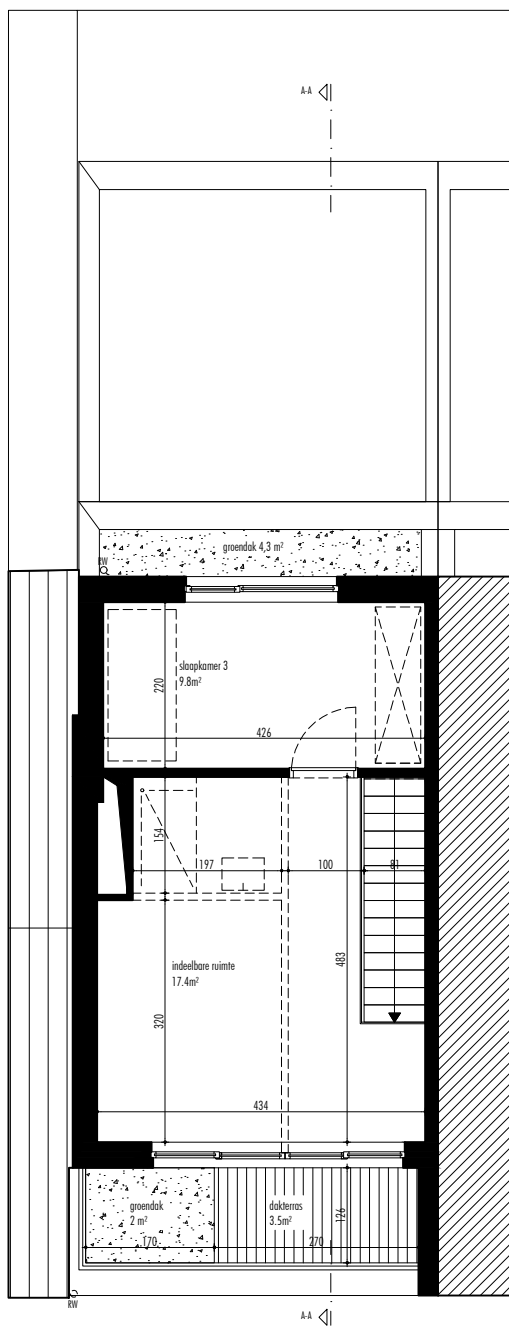 A-A
groendak 4,3 m²
RW
slaapkamer 3
9.8m²
220
426
154
197
100
81
indeelbare ruimte
17.4m²
483
320
434
groendak
2 m²
dakterras
3.5m²
126
170
270
RW
A-A